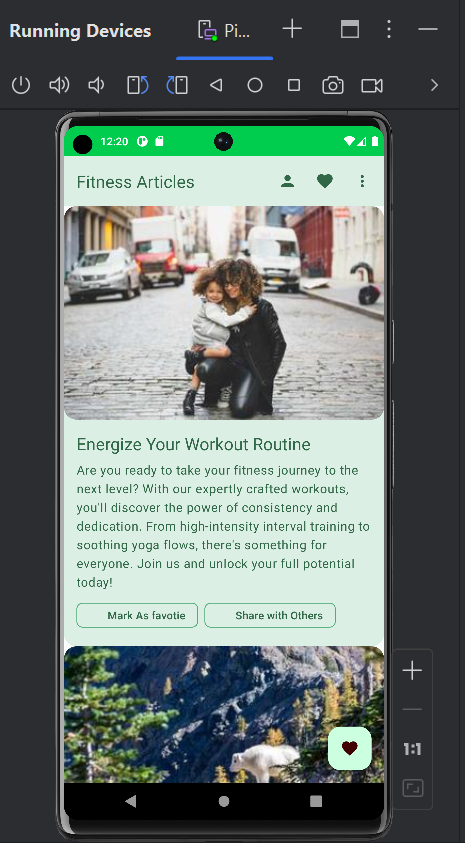 Running Devices
Pi...
12:20
Fitness Articles
Energize Your Workout Routine
Are you ready to take your fitness journey to the
next level? With our expertly crafted workouts,
you'll discover the power of consistency and
dedication. From high-intensity interval training to
soothing yoga flows, there's something for
everyone. Join us and unlock your full potential
today!
Mark As favotie
Share with Others
1:1